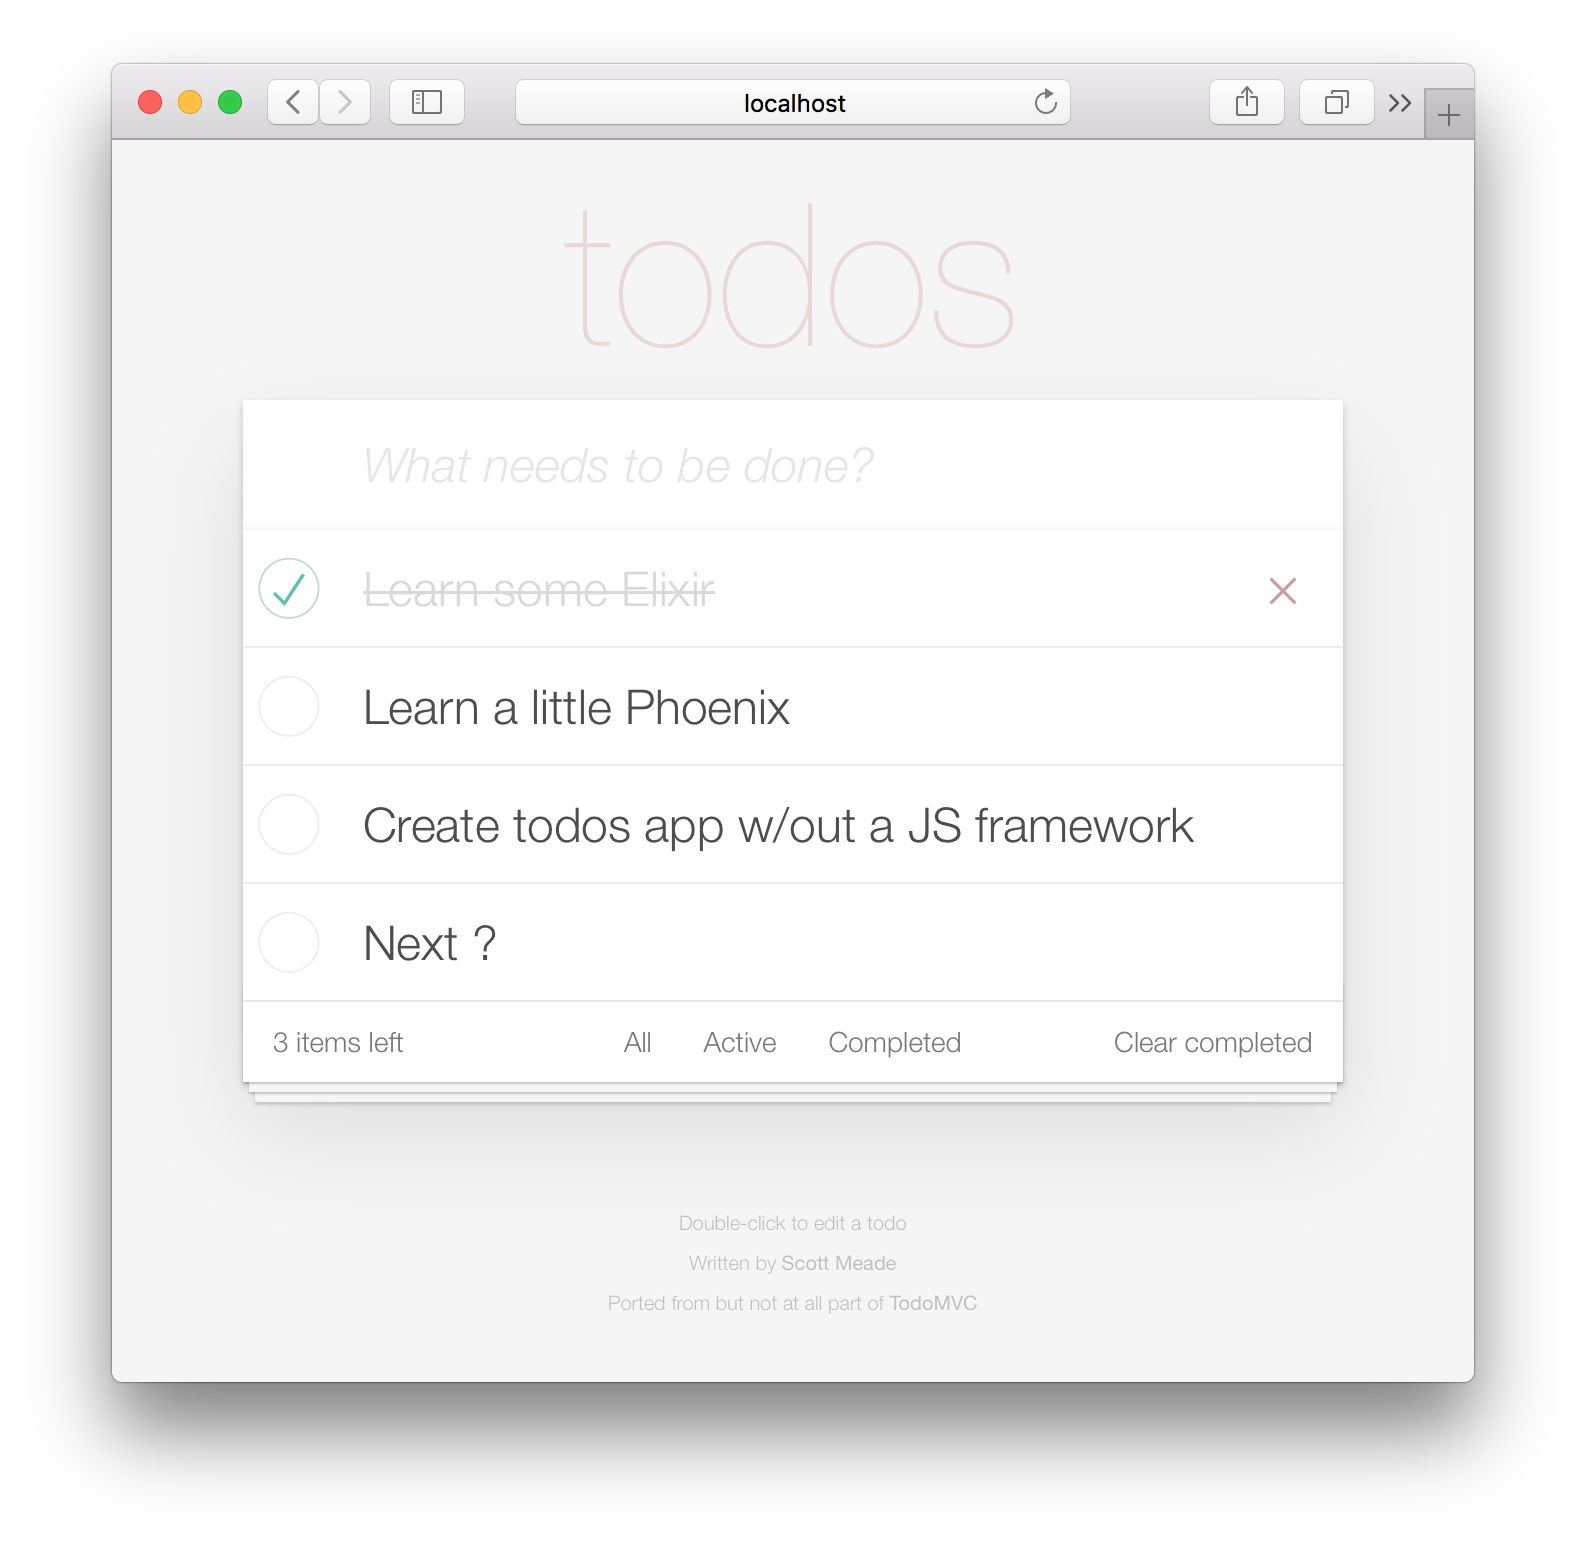 localhost
todos
What needs to be done?
Learn some Elixir
Learn a little Phoenix
Create todos app w/out a JS framework
Next ?
3 items left All Active Completed Clear completed
Double-click to edit a todo
Written by Scott Meade
Ported from but not at all part of TodoMVC